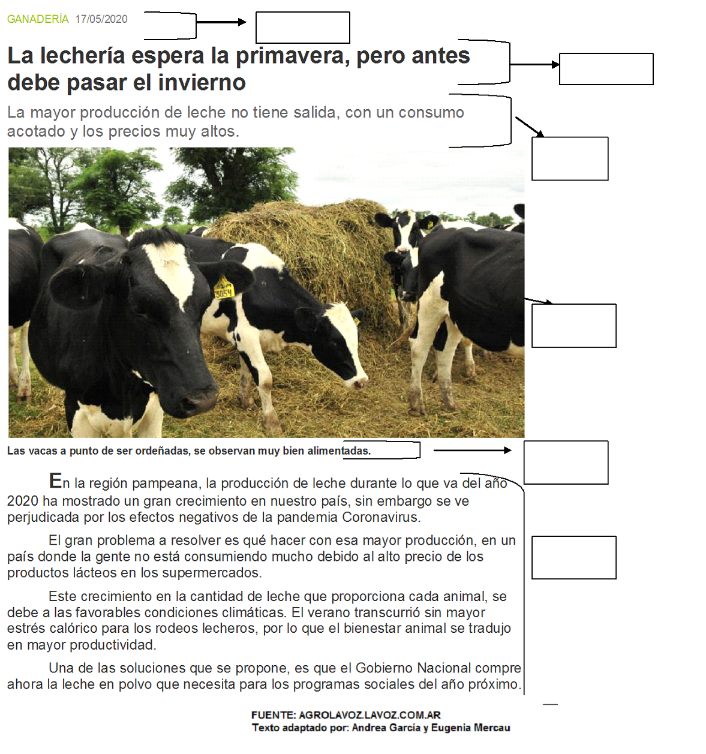 GANADERÍA 17/05/2020
La lechería espera la primavera, pero antes
debe pasar el invierno
La mayor producción de leche no tiene salida, con un consumo
acotado y los precios muy altos.
Las vacas a punto de ser ordeñadas, se observan muy bien alimentadas.
En la región pampeana, la producción de leche durante lo que va del año
2020 ha mostrado un gran crecimiento en nuestro país, sin embargo se ve
perjudicada por los efectos negativos de la pandemia Coronavirus.
El gran problema a resolver es qué hacer con esa mayor producción, en un
país donde la gente no está consumiendo mucho debido al alto precio de los
productos lácteos en los supermercados.
Este crecimiento en la cantidad de leche que proporciona cada animal, se
debe a las favorables condiciones climáticas. El verano transcurrió sin mayor
estrés calórico para los rodeos lecheros, por lo que el bienestar animal se tradujo
en mayor productividad.
Una de las soluciones que se propone, es que el Gobierno Nacional compre
ahora la leche en polvo que necesita para los programas sociales del año próximo.
FUENTE: AGROLAVOZ.LAVOZ.COM.AR
Texto adaptado por: Andrea Garcia y Eugenia Mercau